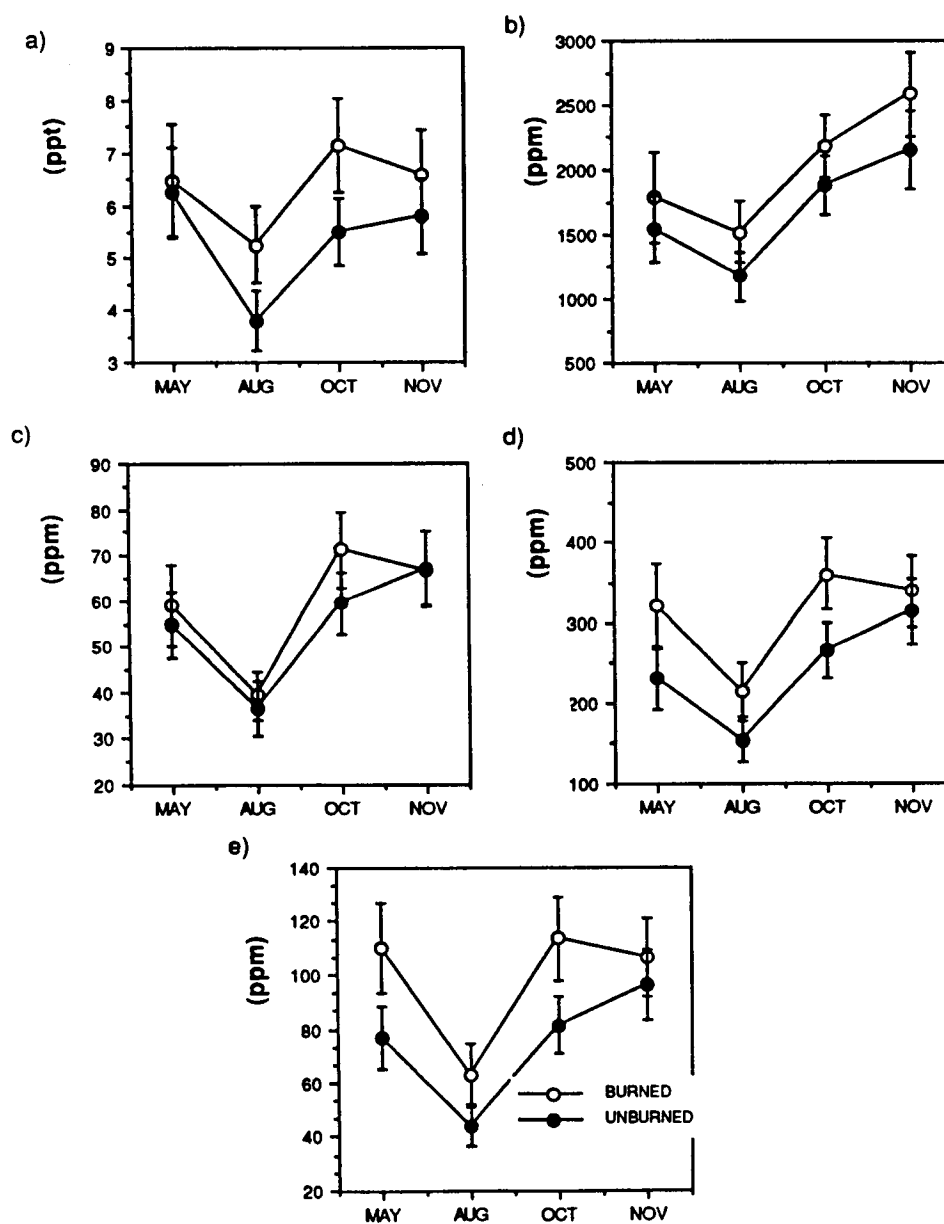 a)
9
8
7
6
5
4
3
(ppt)
MAY AUG OCT NOV
b)
3000
2500
2000
1500
1000
500
(ppm)
MAY AUG OCT NOV
c)
90
80
70
60
50
40
30
20
(ppm)
MAY AUG OCT NOV
d)
500
400
300
200
100
(ppm)
MAY AUG OCT NOV
e)
140
120
100
80
60
40
20
(ppm)
BURNED
UNBURNED
MAY AUG OCT NOV